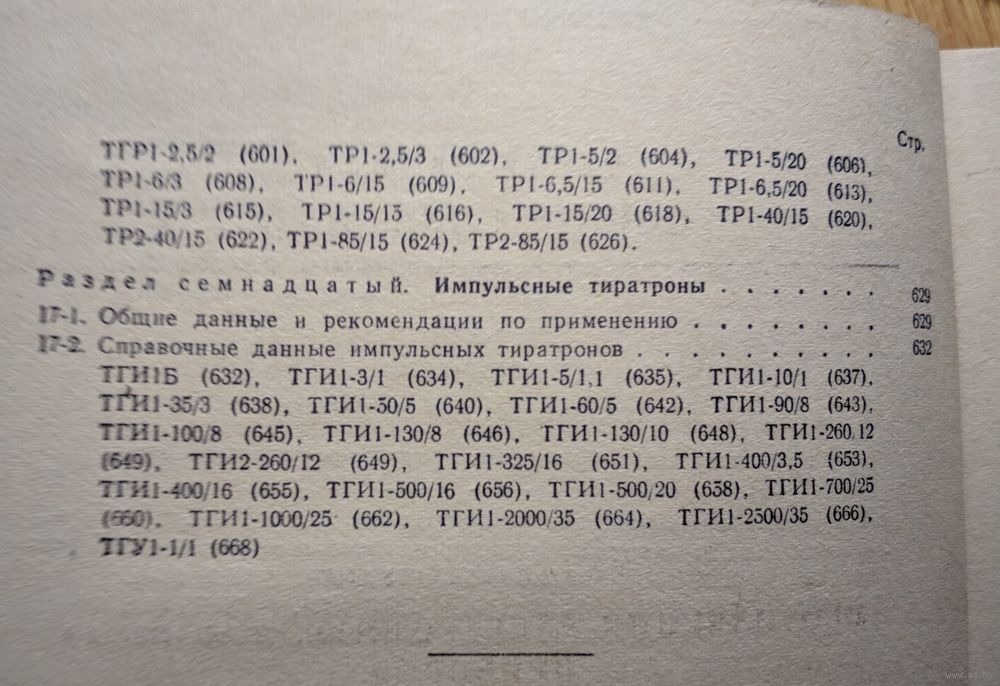 Стр.
ТГР1-2,5/2 (601), ТР1-2,5/3 (602), ТР1-5/2 (604), ТР1-5/20 (606),
ТР1-6/3 (608), ТР1-6/15 (609), ТР1-6,5/15 (611), ТР1-6,5/20 (613),
ТР1-15/3 (615), ТР1-15/15 (616), ТР1-15/20 (618), ТР1-40/15 (620),
ТР2-40/15 (622), ТР1-85/15 (624), ТР2-85/15 (626).
Раздел семнадцатый. Импульсные тиратроны . . . . . . . 629
17-1. Общие данные и рекомендации по применению . . . . . . . 629
17-2. Справочные данные импульсных тиратронов . . . . . . . . . 632
ТГИ1Б (632), ТГИ1-3/1 (634), ТГИ1-5/1,1 (635), ТГИ1-10/1 (637),
ТГИ1-35/3 (638), ТГИ1-50/5 (640), ТГИ1-60/5 (642), ТГИ1-90/8 (643),
ТГИ1-100/8 (645), ТГИ1-130/8 (646), ТГИ1-130/10 (648), ТГИ1-260/12
(649), ТГИ2-260/12 (649), ТГИ1-325/16 (651), ТГИ1-400/3,5 (653),
ТГИ1-400/16 (655), ТГИ1-500/16 (656), ТГИ1-500/20 (658), ТГИ1-700/25
(660), ТГИ1-1000/25 (662), ТГИ1-2000/35 (664), ТГИ1-2500/35 (666),
ТГУ1-1/1 (668)
www.ay.by